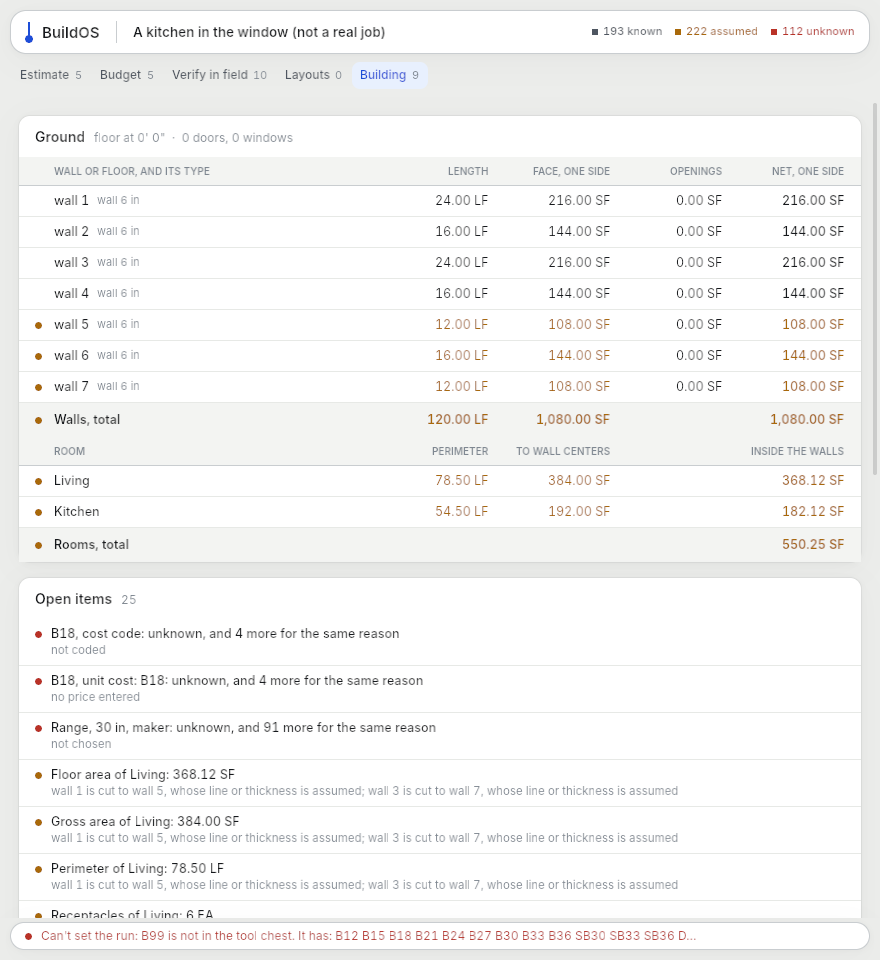 BuildOS A kitchen in the window (not a real job) 193 known 222 assumed 112 unknown
Estimate 5 Budget 5 Verify in field 10 Layouts 0 Building 9
Ground floor at 0' 0" · 0 doors, 0 windows
WALL OR FLOOR, AND ITS TYPE LENGTH FACE, ONE SIDE OPENINGS NET, ONE SIDE
wall 1 wall 6 in 24.00 LF 216.00 SF 0.00 SF 216.00 SF
wall 2 wall 6 in 16.00 LF 144.00 SF 0.00 SF 144.00 SF
wall 3 wall 6 in 24.00 LF 216.00 SF 0.00 SF 216.00 SF
wall 4 wall 6 in 16.00 LF 144.00 SF 0.00 SF 144.00 SF
wall 5 wall 6 in 12.00 LF 108.00 SF 0.00 SF 108.00 SF
wall 6 wall 6 in 16.00 LF 144.00 SF 0.00 SF 144.00 SF
wall 7 wall 6 in 12.00 LF 108.00 SF 0.00 SF 108.00 SF
Walls, total 120.00 LF 1,080.00 SF 1,080.00 SF
ROOM PERIMETER TO WALL CENTERS INSIDE THE WALLS
Living 78.50 LF 384.00 SF 368.12 SF
Kitchen 54.50 LF 192.00 SF 182.12 SF
Rooms, total 550.25 SF
Open items 25
B18, cost code: unknown, and 4 more for the same reason
not coded
B18, unit cost: B18: unknown, and 4 more for the same reason
no price entered
Range, 30 in, maker: unknown, and 91 more for the same reason
not chosen
Floor area of Living: 368.12 SF
wall 1 is cut to wall 5, whose line or thickness is assumed; wall 3 is cut to wall 7, whose line or thickness is assumed
Gross area of Living: 384.00 SF
wall 1 is cut to wall 5, whose line or thickness is assumed; wall 3 is cut to wall 7, whose line or thickness is assumed
Perimeter of Living: 78.50 LF
wall 1 is cut to wall 5, whose line or thickness is assumed; wall 3 is cut to wall 7, whose line or thickness is assumed
Receptacles of Living: 6 EA
Can't set the run: B99 is not in the tool chest. It has: B12 B15 B18 B21 B24 B27 B30 B33 B36 SB30 SB33 SB36 D...